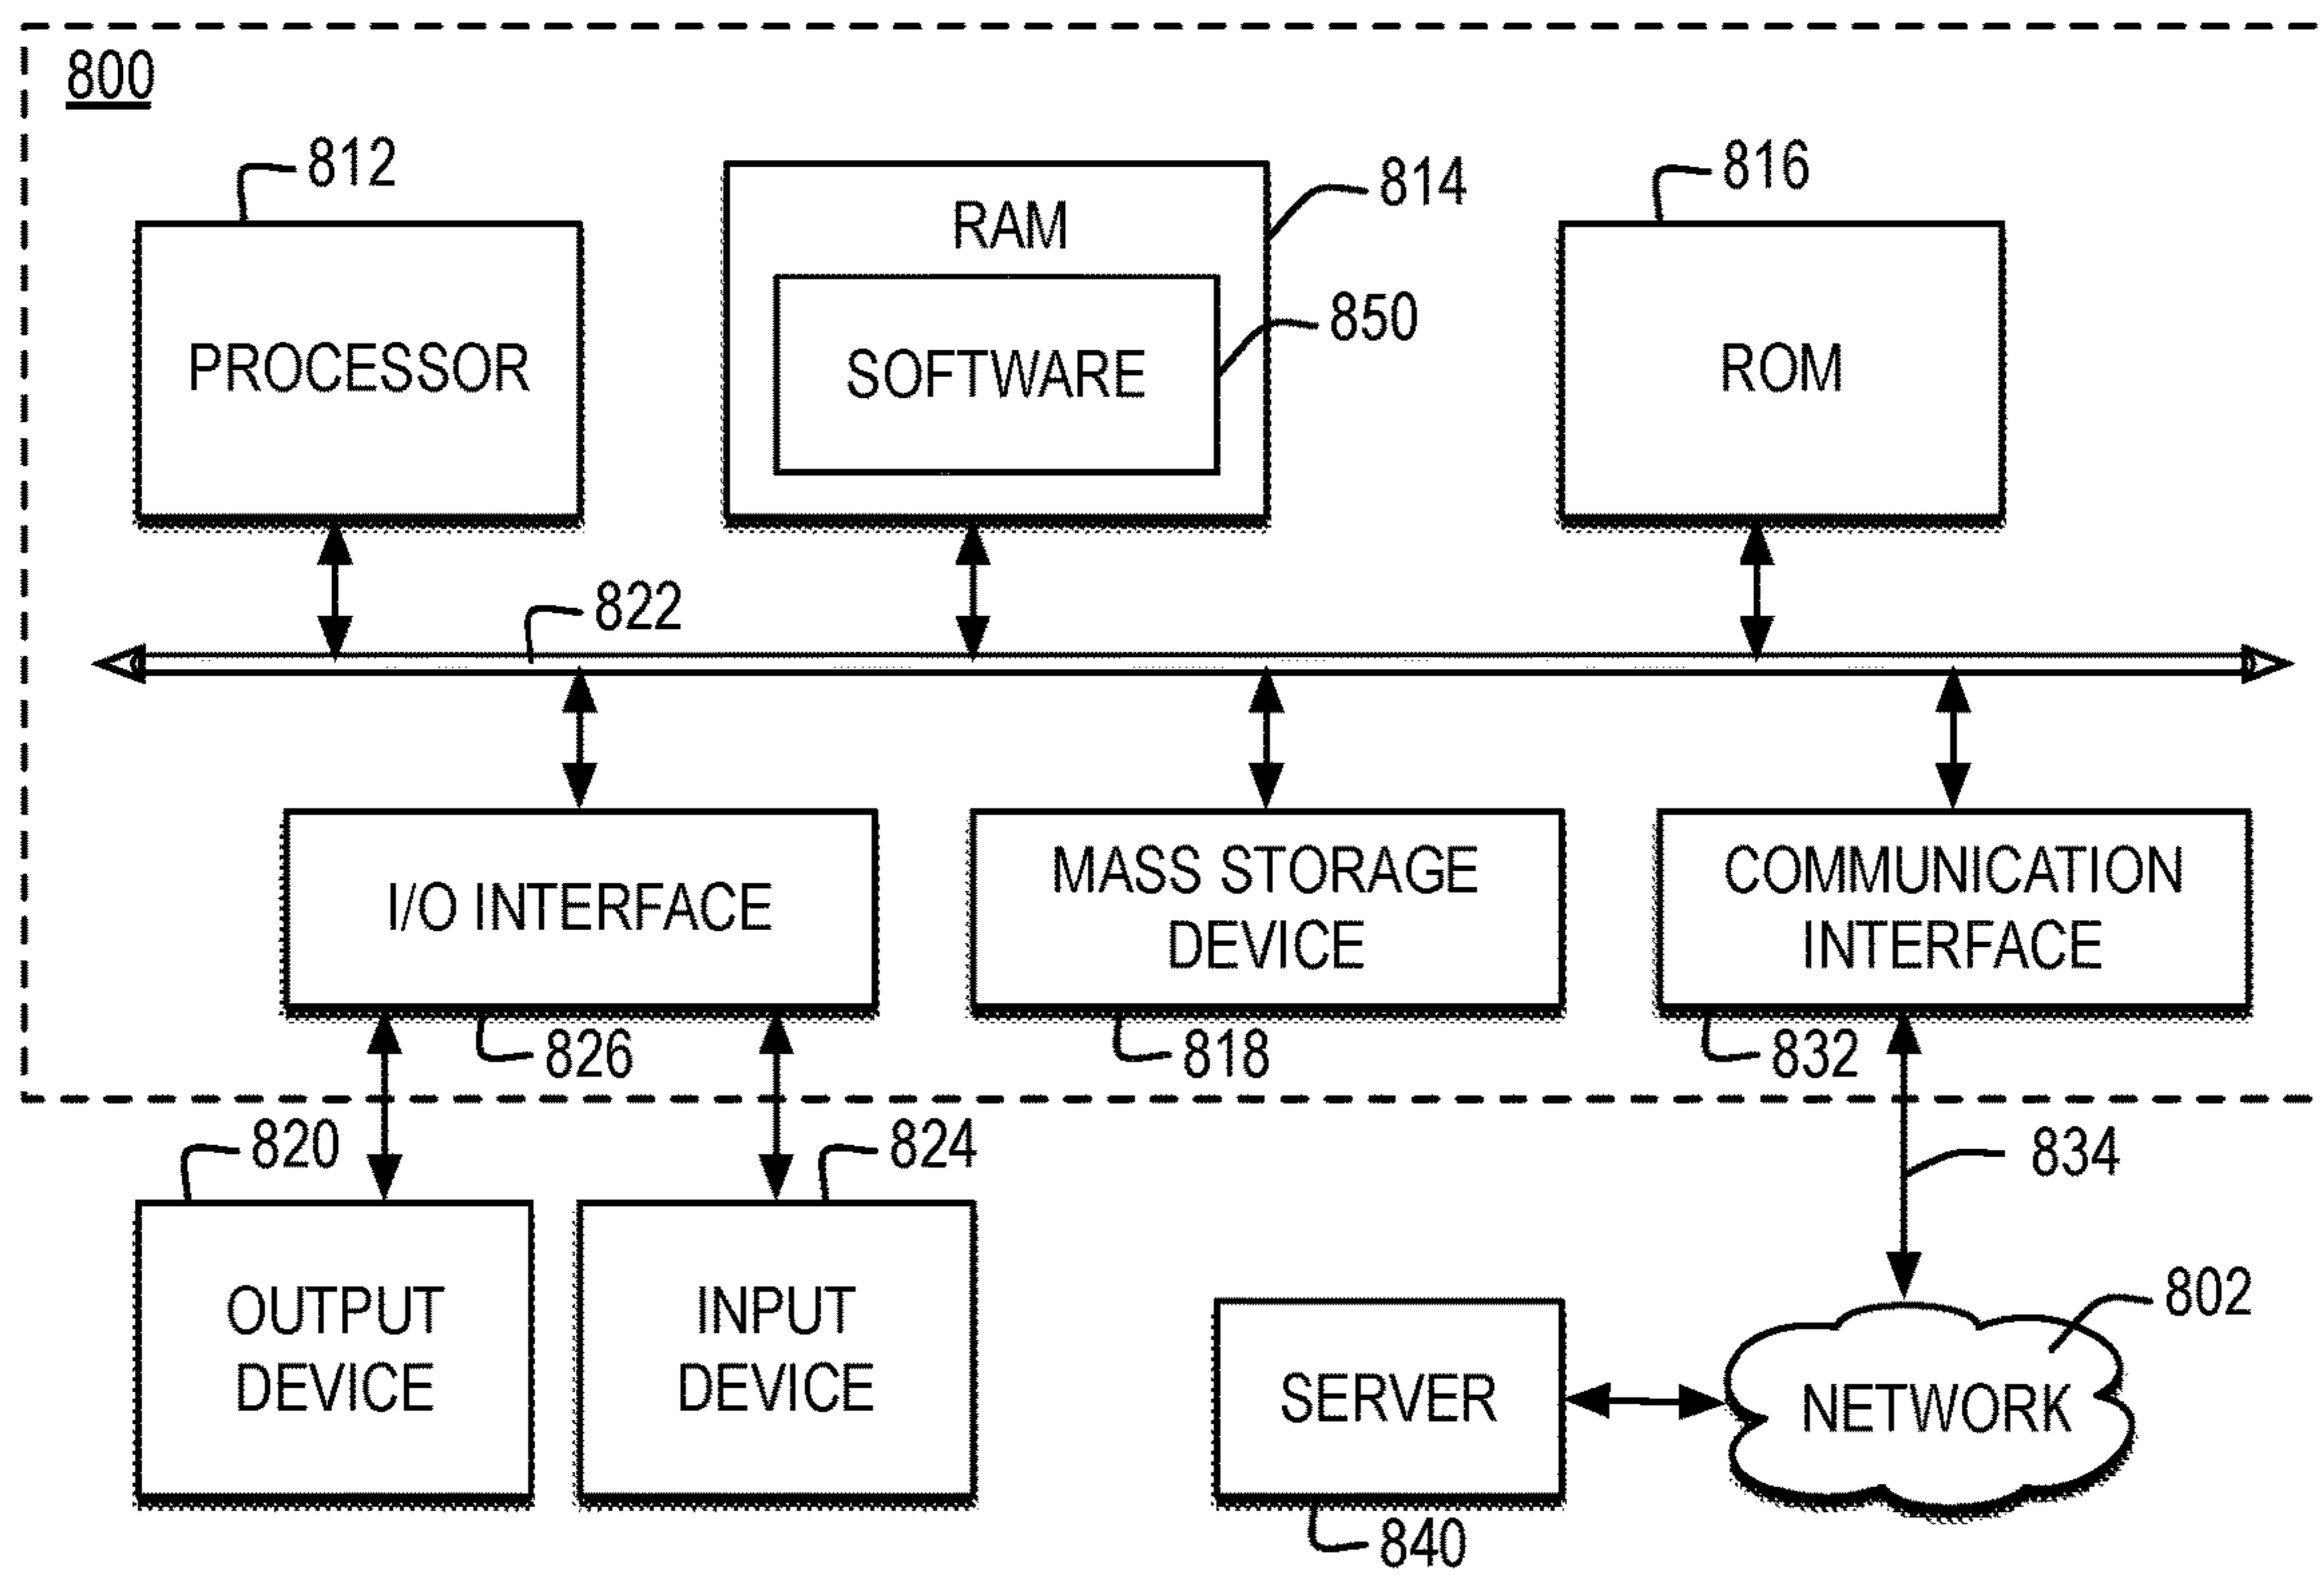 800
812
814
816
RAM
PROCESSOR
SOFTWARE
850
ROM
822
I/O INTERFACE
MASS STORAGE
DEVICE
COMMUNICATION
INTERFACE
826
818
832
820
824
834
OUTPUT
DEVICE
INPUT
DEVICE
802
SERVER
NETWORK
840